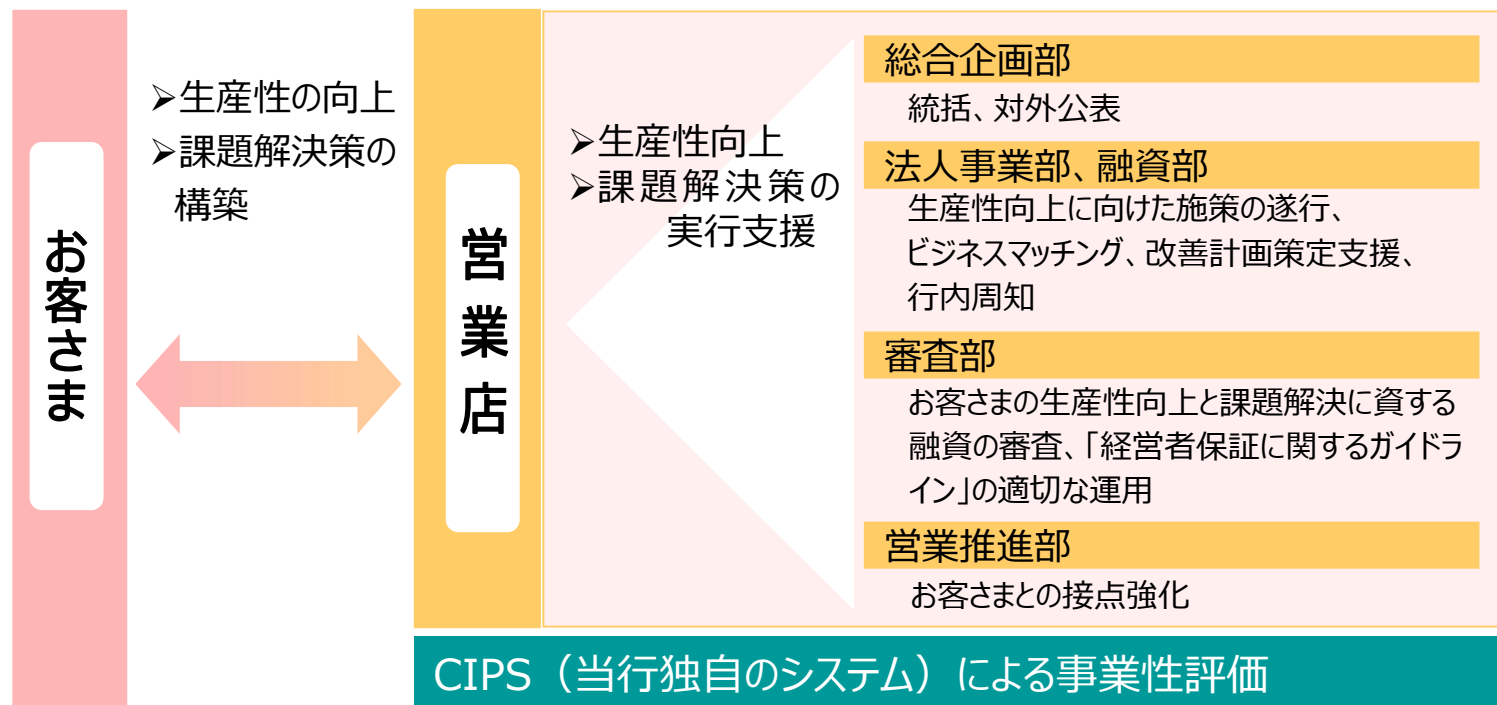 お客さま
➢生産性の向上
➢課題解決策の
構築
営業店
➢生産性向上
➢課題解決策の
実行支援
総合企画部
統括、対外公表
法人事業部、融資部
生産性向上に向けた施策の遂行、
ビジネスマッチング、改善計画策定支援、
行内周知
審査部
お客さまの生産性向上と課題解決に資する
融資の審査、「経営者保証に関するガイドラ
イン」の適切な運用
営業推進部
お客さまとの接点強化
CIPS（当行独自のシステム）による事業性評価